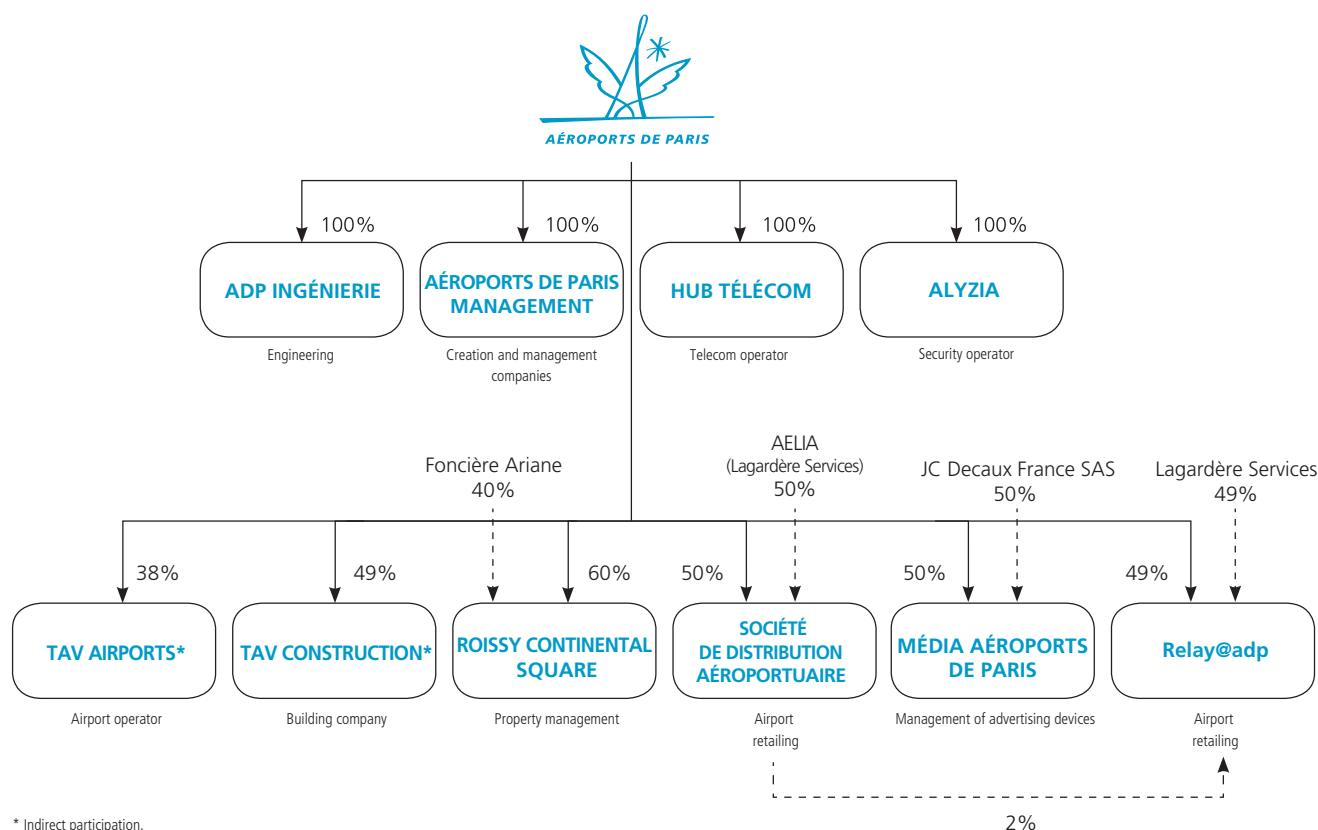 AÉROPORTS DE PARIS
100%
100%
100%
100%
ADP INGÉNIERIE
AÉROPORTS DE PARIS
MANAGEMENT
HUB TÉLÉCOM
ALYZIA
Engineering
Creation and management
companies
Telecom operator
Security operator
Foncière Ariane
40%
AELIA
(Lagardère Services)
50%
JC Decaux France SAS
50%
Lagardère Services
49%
38%
49%
60%
50%
50%
49%
TAV AIRPORTS*
TAV CONSTRUCTION*
ROISSY CONTINENTAL
SQUARE
SOCIÉTÉ
DE DISTRIBUTION
AÉROPORTUAIRE
MÉDIA AÉROPORTS
DE PARIS
Relay@adp
Airport operator
Building company
Property management
Airport
retailing
Management of advertising devices
Airport
retailing
2%
* Indirect participation.